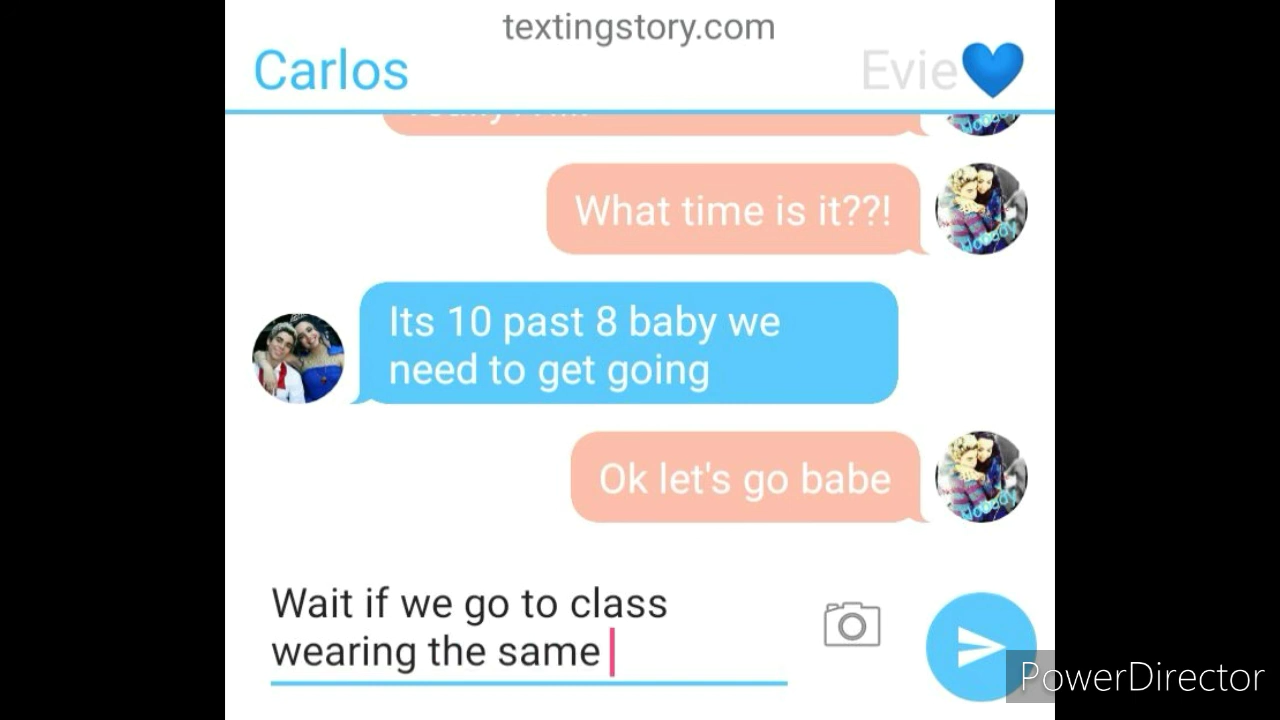 textingstory.com
Carlos
Evie💙
What time is it??!
Its 10 past 8 baby we
need to get going
Ok let's go babe
Wait if we go to class
wearing the same
PowerDirector